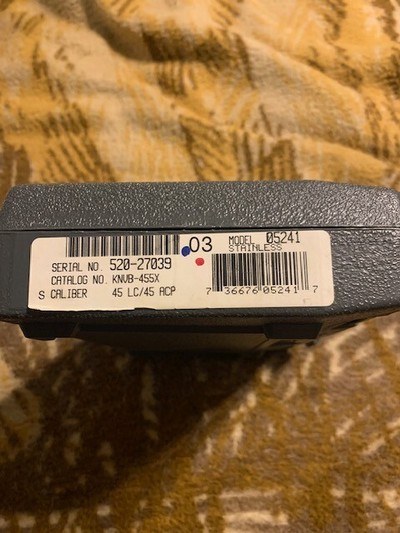 03 MODEL 05241
STAINLESS
SERIAL NO. 520-27039
CATALOG NO. KNVB-455X
S CALIBER 45 LC/45 ACP
7 36676 05241 7